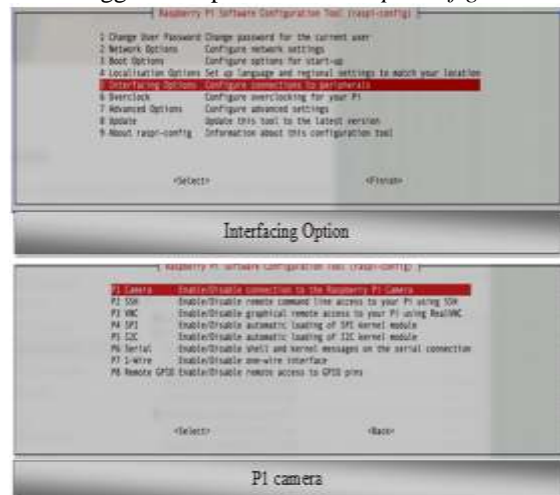 Raspberry Pi Software Configuration Tool (raspi-config)
1 Change User Password Change password for the current user
2 Network Options Configure network settings
3 Boot Options Configure options for start-up
4 Localisation Options Set up language and regional settings to match your location
5 Interfacing Options Configure connections to peripherals
6 Overclock Configure overclocking for your Pi
7 Advanced Options Configure advanced settings
8 Update Update this tool to the latest version
9 About raspi-config Information about this configuration tool
<Select> <Finish>
Interfacing Option
Raspberry Pi Software Configuration Tool (raspi-config)
P1 Camera Enable/Disable connection to the Raspberry Pi Camera
P2 SSH Enable/Disable remote command line access to your Pi using SSH
P3 VNC Enable/Disable graphical remote access to your Pi using RealVNC
P4 SPI Enable/Disable automatic loading of SPI kernel module
P5 I2C Enable/Disable automatic loading of I2C kernel module
P6 Serial Enable/Disable shell and kernel messages on the serial connection
P7 1-Wire Enable/Disable one-wire interface
P8 Remote GPIO Enable/Disable remote access to GPIO pins
<Select> <Back>
P1 camera